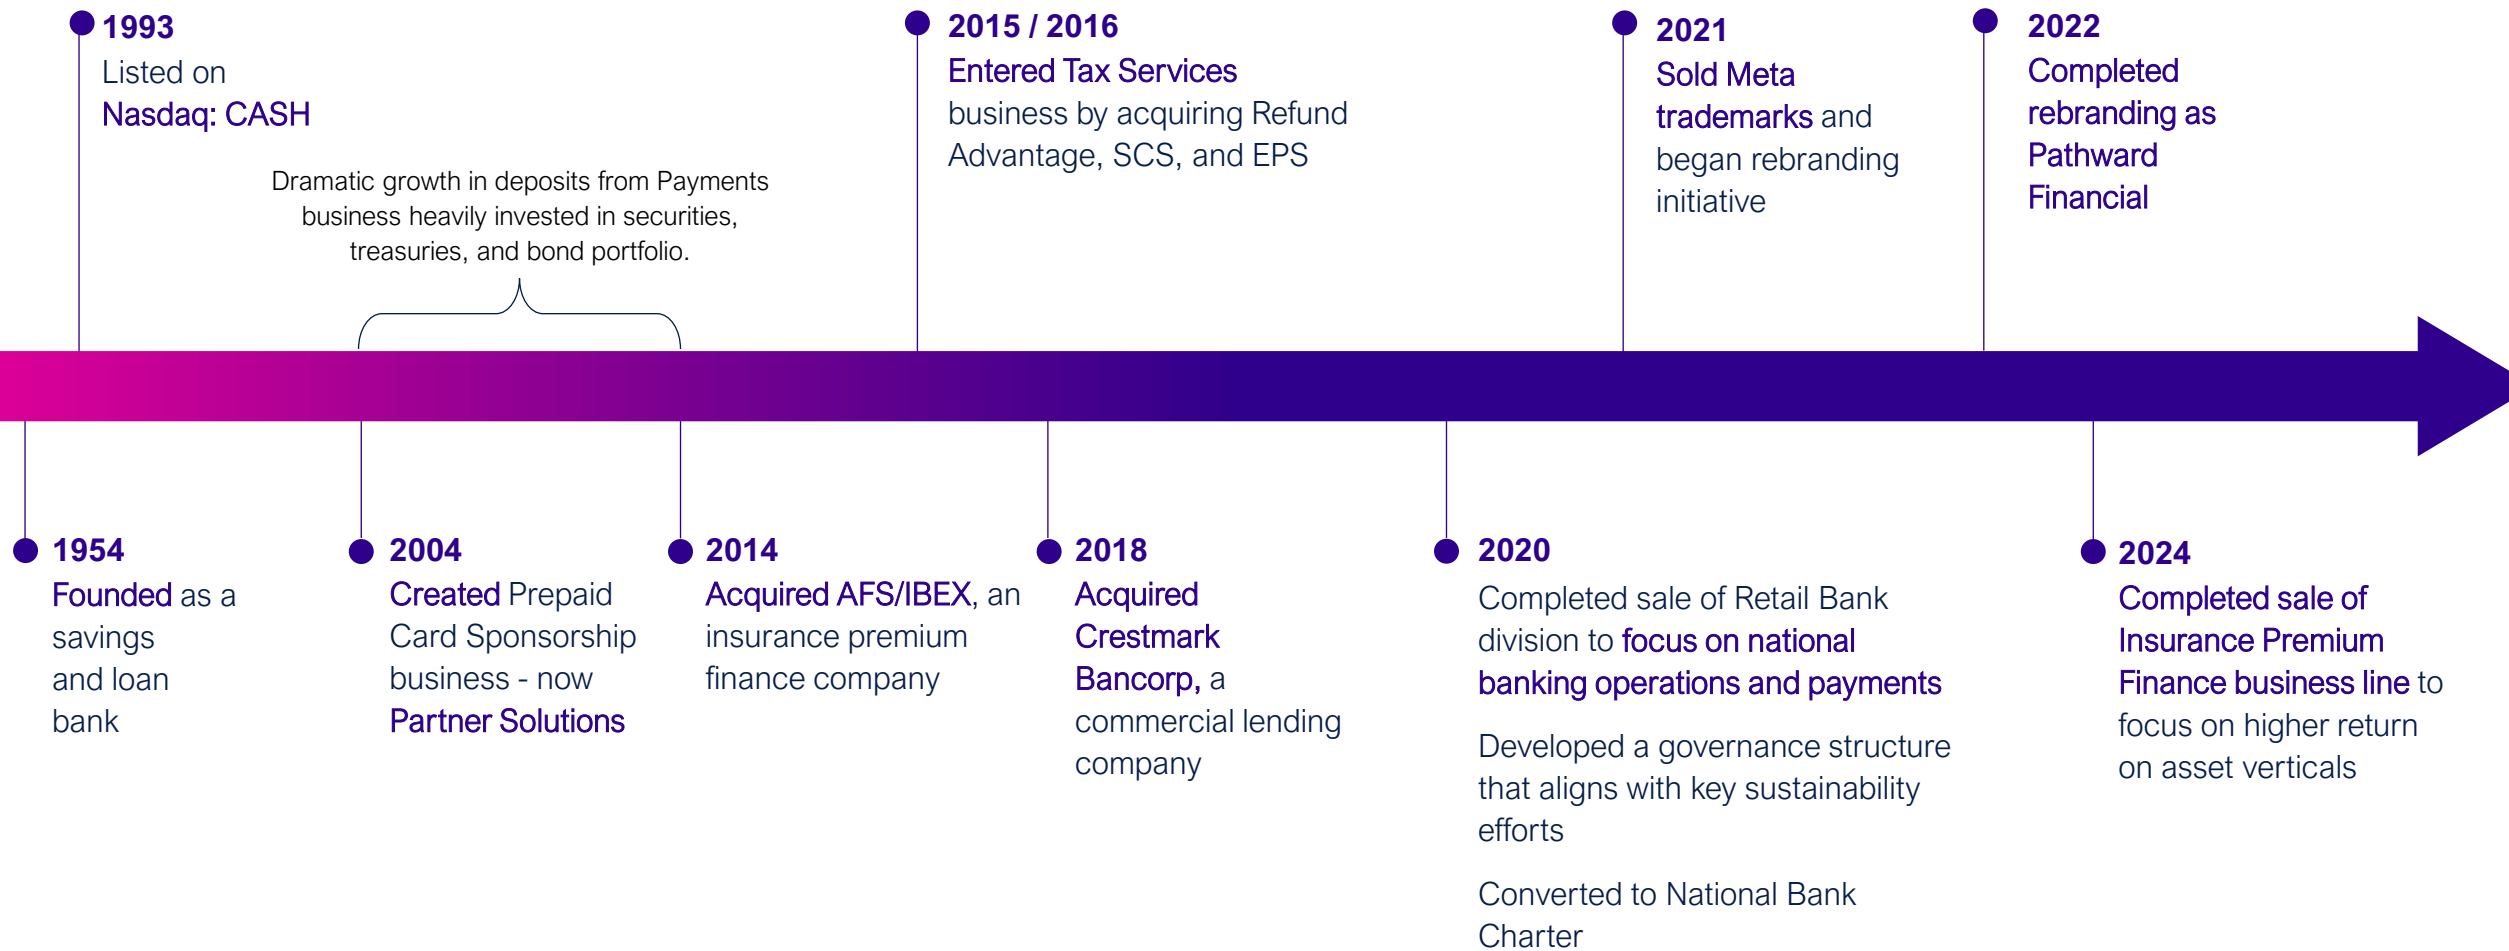 1993
Listed on
Nasdaq: CASH
Dramatic growth in deposits from Payments
business heavily invested in securities,
treasuries, and bond portfolio.
2015 / 2016
Entered Tax Services
business by acquiring Refund
Advantage, SCS, and EPS
2021
Sold Meta
trademarks and
began rebranding
initiative
2022
Completed
rebranding as
Pathward
Financial
1954
Founded as a
savings
and loan
bank
2004
Created Prepaid
Card Sponsorship
business - now
Partner Solutions
2014
Acquired AFS/IBEX, an
insurance premium
finance company
2018
Acquired
Crestmark
Bancorp, a
commercial lending
company
2020
Completed sale of Retail Bank
division to focus on national
banking operations and payments
Developed a governance structure
that aligns with key sustainability
efforts
Converted to National Bank
Charter
2024
Completed sale of
Insurance Premium
Finance business line to
focus on higher return
on asset verticals